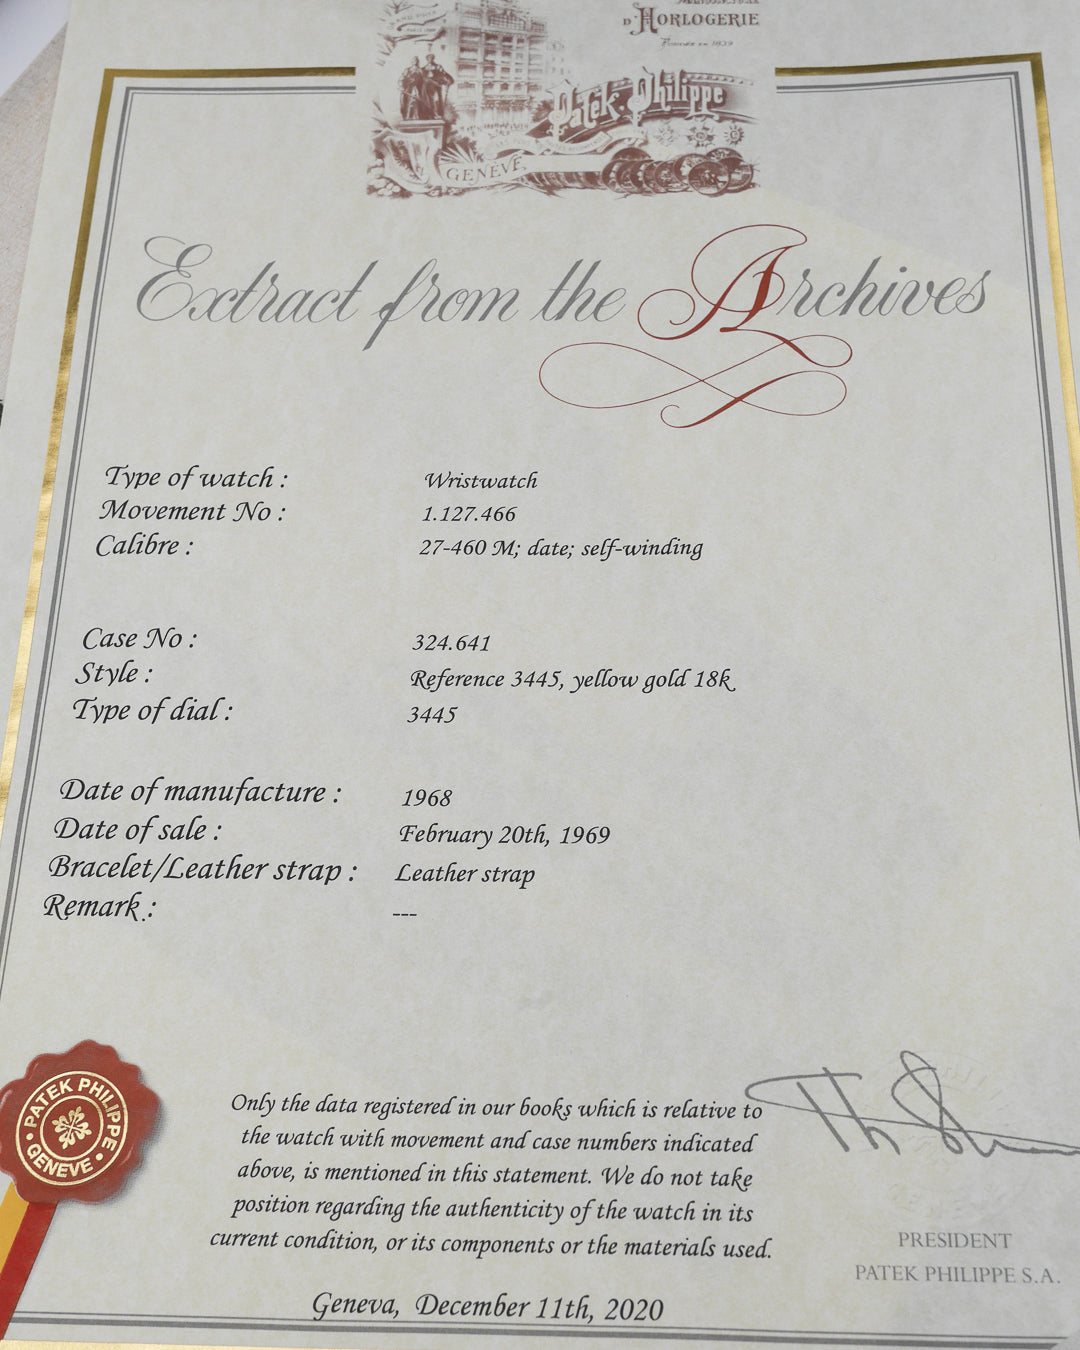 D'HORLOGERIE
FONDÉE EN 1839
Patek. Philippe
GENÈVE
Extract from the Archives
Type of watch : Wristwatch
Movement No : 1.127.466
Calibre : 27-460 M; date; self-winding
Case No : 324.641
Style : Reference 3445, yellow gold 18k
Type of dial : 3445
Date of manufacture : 1968
Date of sale : February 20th, 1969
Bracelet/Leather strap : Leather strap
Remark : ---
PATEK PHILIPPE
GENEVE
Only the data registered in our books which is relative to
the watch with movement and case numbers indicated
above, is mentioned in this statement. We do not take
position regarding the authenticity of the watch in its
current condition, or its components or the materials used.
PRESIDENT
PATEK PHILIPPE S.A.
Geneva, December 11th, 2020